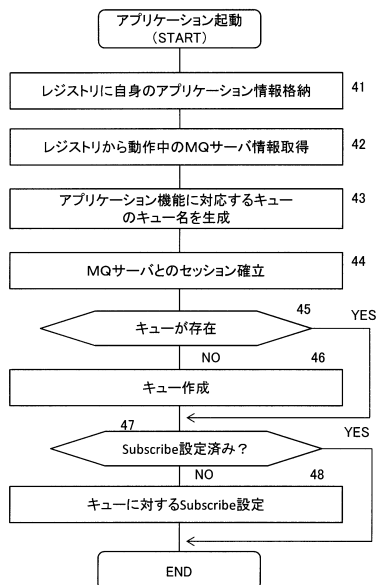 アプリケーション起動
(START)
レジストリに自身のアプリケーション情報格納
41
レジストリから動作中のMQサーバ情報取得
42
アプリケーション機能に対応するキュー
のキュー名を生成
43
MQサーバとのセッション確立
44
キューが存在
45
YES
NO
46
キュー作成
47
Subscribe設定済み？
YES
NO
48
キューに対するSubscribe設定
END